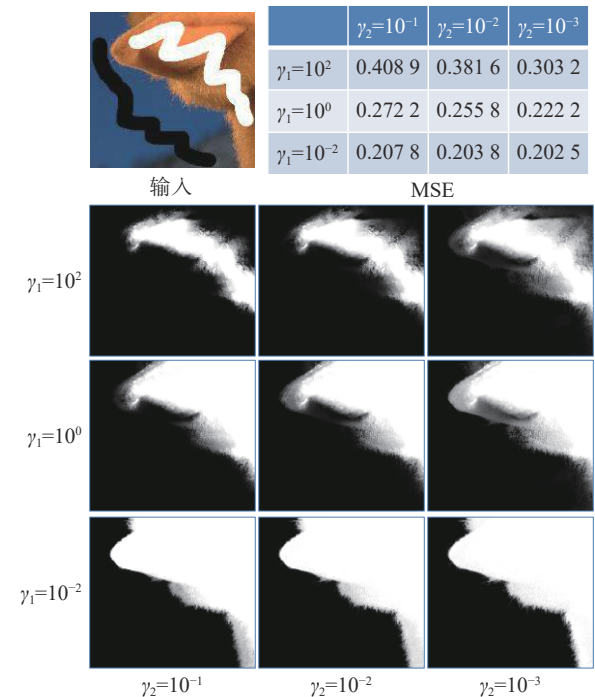 γ₂=10⁻¹ γ₂=10⁻² γ₂=10⁻³
γ₁=10² 0.408 9 0.381 6 0.303 2
γ₁=10⁰ 0.272 2 0.255 8 0.222 2
γ₁=10⁻² 0.207 8 0.203 8 0.202 5
输入 MSE
γ₁=10²
γ₁=10⁰
γ₁=10⁻²
γ₂=10⁻¹ γ₂=10⁻² γ₂=10⁻³